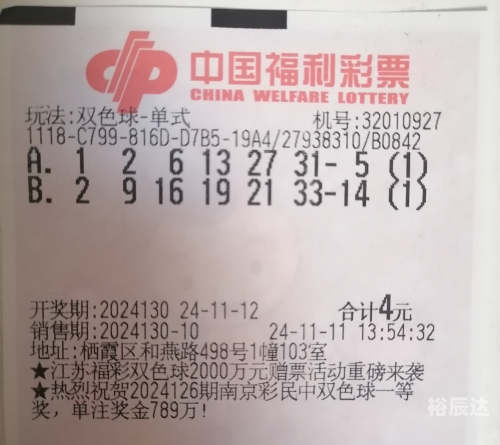 中国福利彩票
CHINA WELFARE LOTTERY
玩法:双色球-单式 机号:32010927
1118-C799-816D-D7B5-19A4/27938310/B0842
A. 1 2 6 13 27 31- 5 (1)
B. 2 9 16 19 21 33-14 (1)
开奖期:2024130 24-11-12 合计4元
销售期:2024130-10 24-11-11 13:54:32
地址:栖霞区和燕路498号1幢103室
★江苏福彩双色球2000万元赠票活动重磅来袭
★热烈祝贺2024126期南京彩民中双色球一等
奖，单注奖金789万!
裕辰达